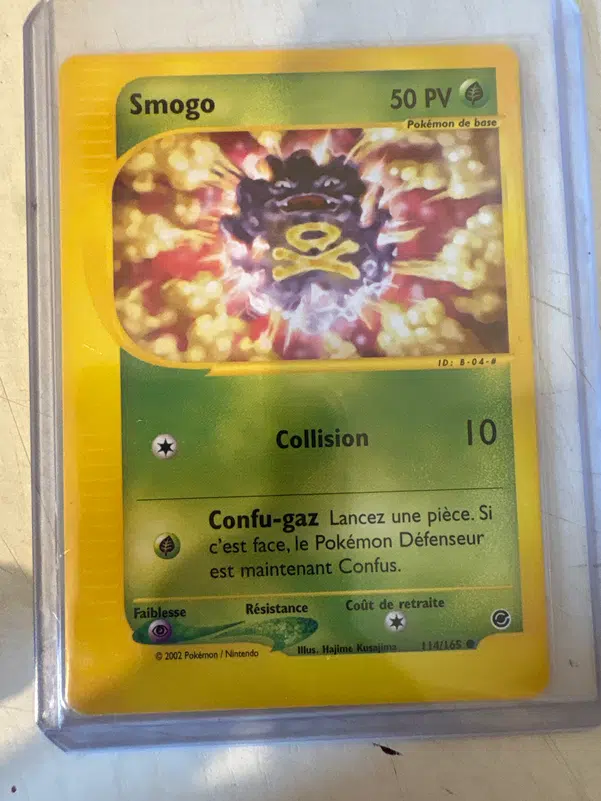 Smogo
50 PV
Pokémon de base
ID: B-04-#
Collision 10
Confu-gaz Lancez une pièce. Si
c'est face, le Pokémon Défenseur
est maintenant Confus.
Faiblesse Résistance Coût de retraite
Illus. Hajime Kusajima 114/165
© 2002 Pokémon / Nintendo